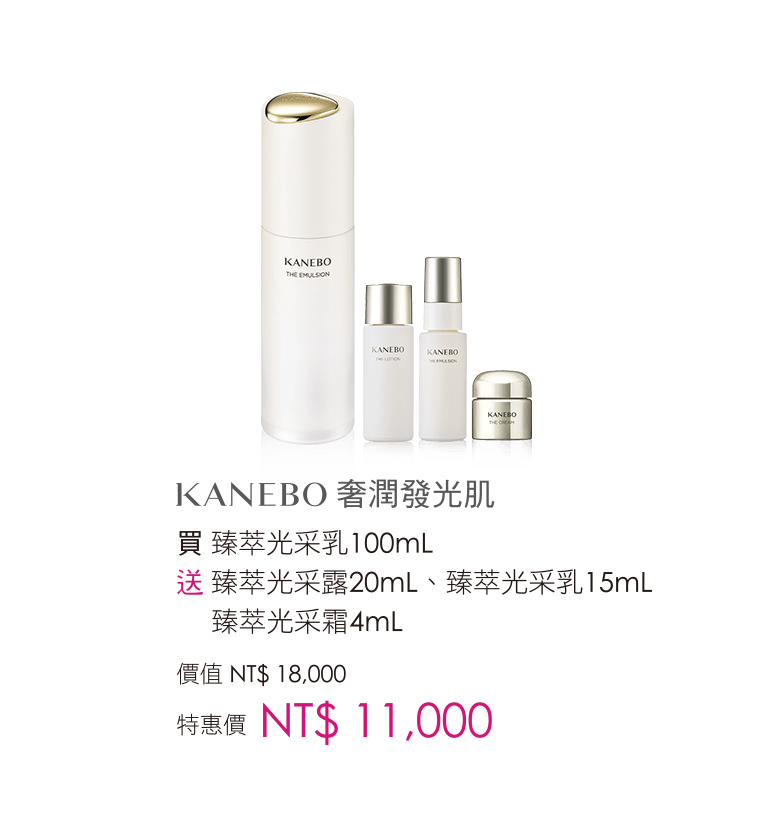 KANEBO
THE EMULSION
KANEBO
THE LOTION
KANEBO
THE EMULSION
KANEBO
THE CREAM
KANEBO 奢潤發光肌
買 臻萃光采乳100mL
送 臻萃光采露20mL、臻萃光采乳15mL
臻萃光采霜4mL
價值 NT$ 18,000
特惠價 NT$ 11,000